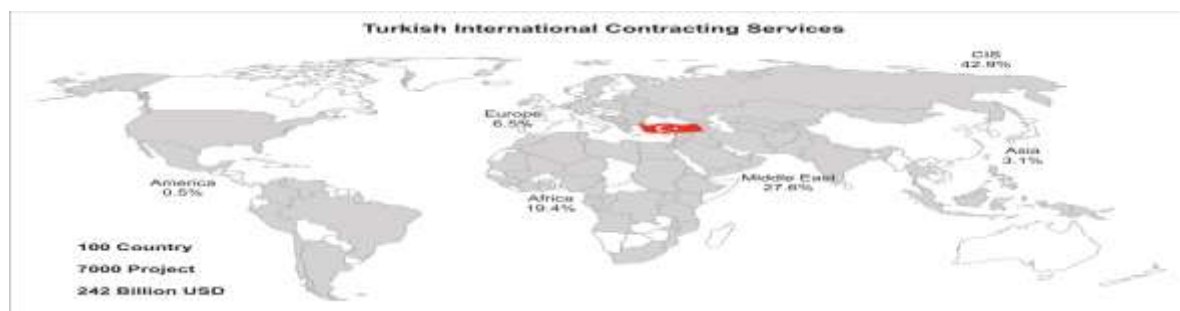 Turkish International Contracting Services
CIS
42.9%
Europe
6.5%
Asia
3.1%
America
0.5%
Middle East
27.6%
Africa
19.4%
100 Country
7000 Project
242 Billion USD